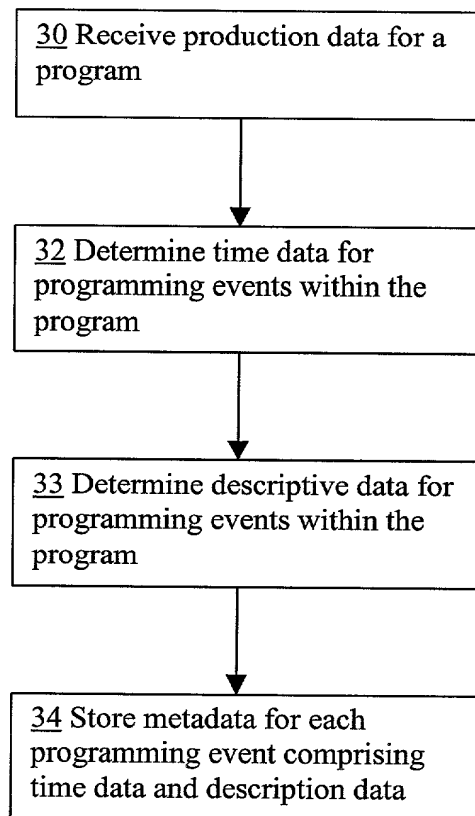 30 Receive production data for a
program
32 Determine time data for
programming events within the
program
33 Determine descriptive data for
programming events within the
program
34 Store metadata for each
programming event comprising
time data and description data